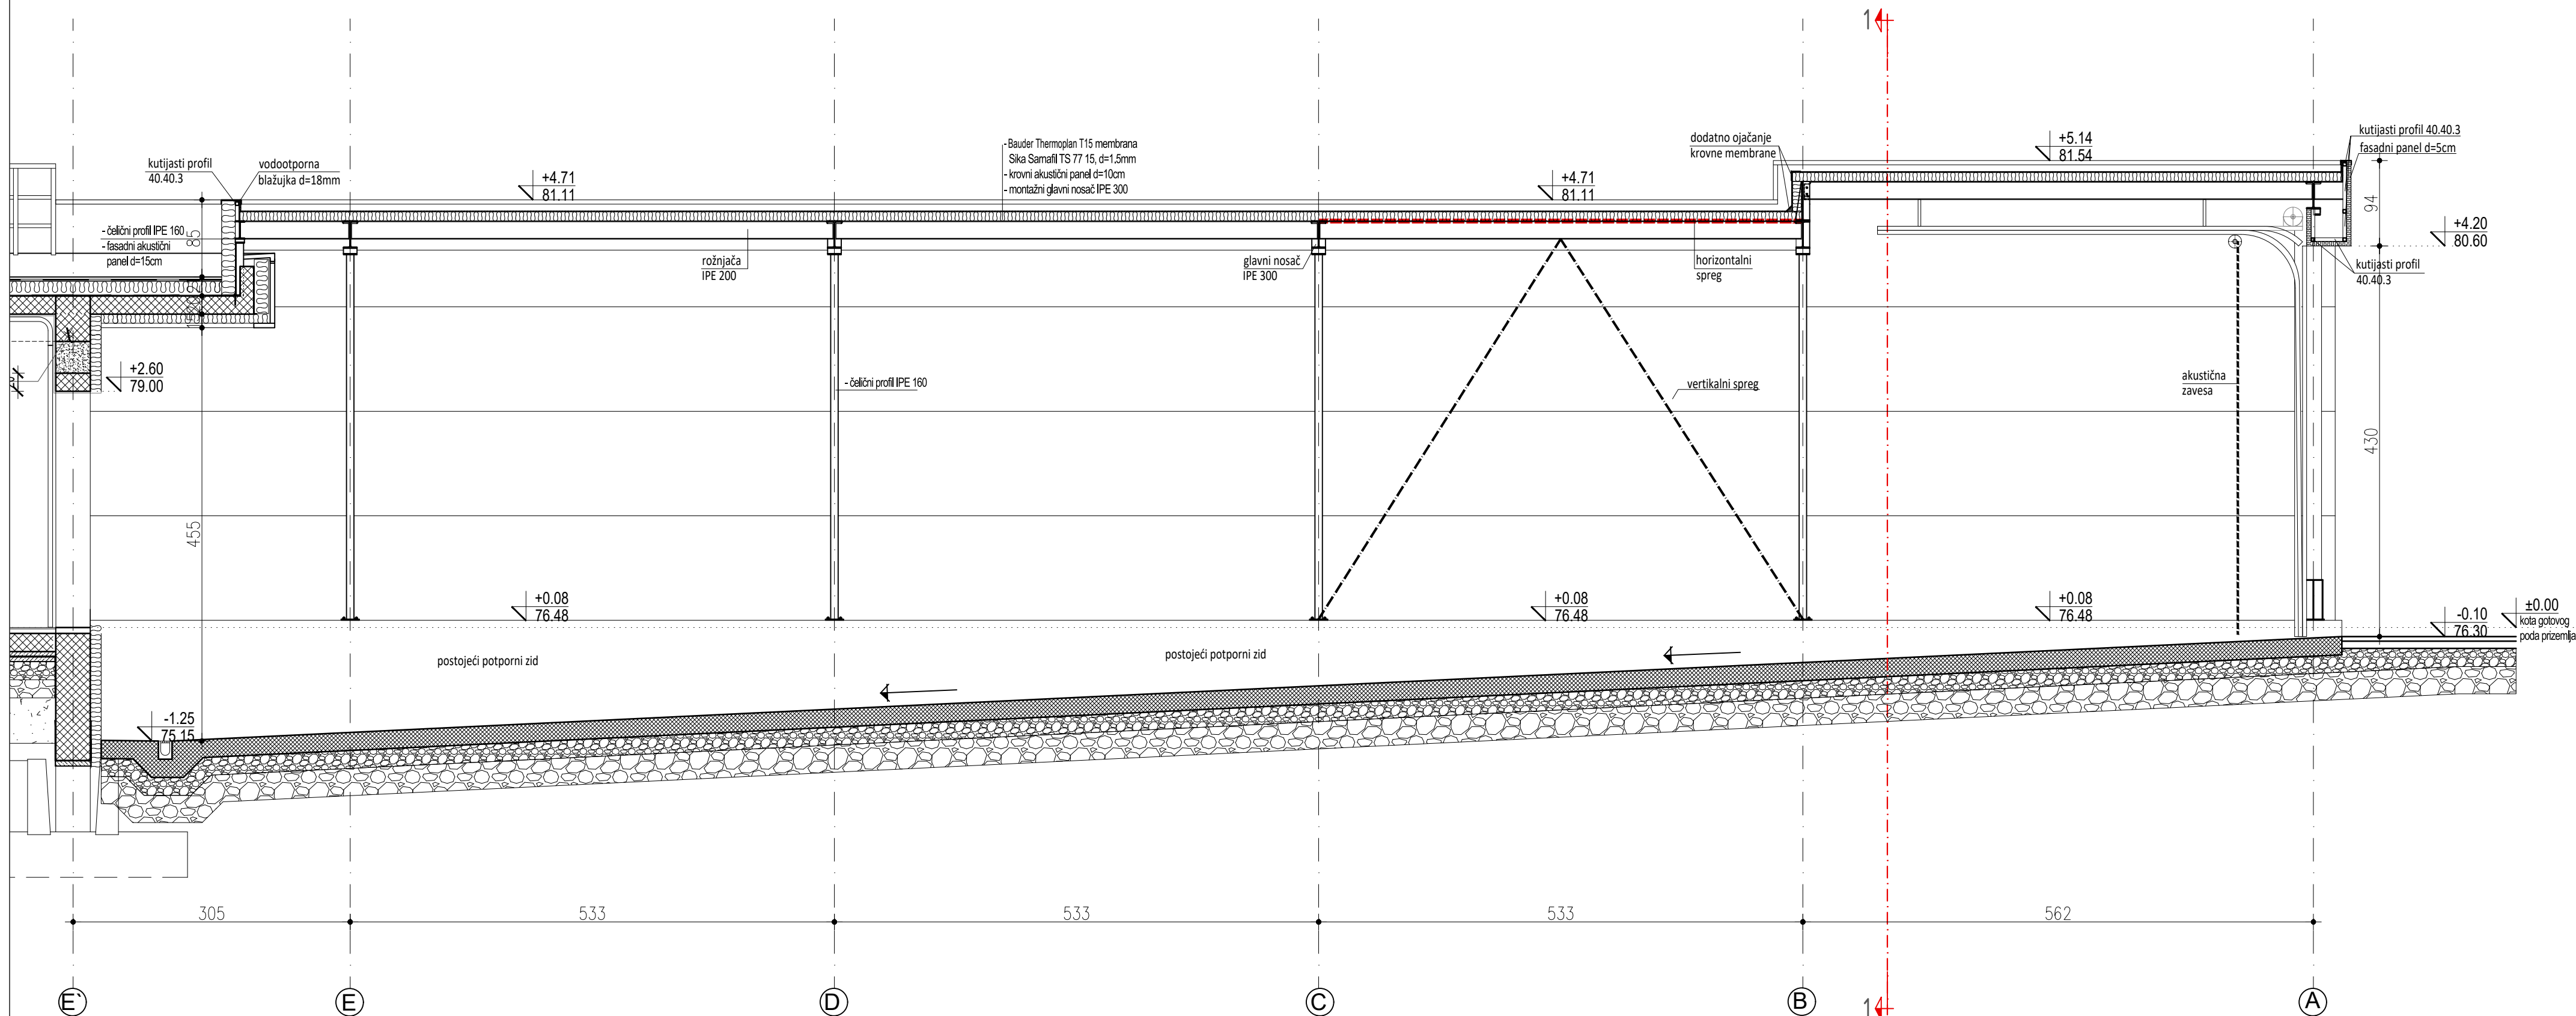 1
kutijasti profil
40.40.3
vodootporna
blažujka d=18mm
+4.71
81.11
- Bauder Thermoplan T15 membrana
Sika Sarnafil TS 77 15, d=1,5mm
- krovni akustični panel d=10cm
- montažni glavni nosač IPE 300
+4.71
81.11
dodatno ojačanje
krovne membrane
+5.14
81.54
kutijasti profil 40.40.3
fasadni panel d=5cm
94
+4.20
80.60
- čelični profil IPE 160
- fasadni akustični
panel d=15cm
85
rožnjača
IPE 200
glavni nosač
IPE 300
horizontalni
spreg
kutijasti profil
40.40.3
+2.60
79.00
- čelični profil IPE 160
vertikalni spreg
akustična
zavesa
430
455
+0.08
76.48
+0.08
76.48
+0.08
76.48
-0.10
76.30
±0.00
kota gotovog
poda prizemlja
postojeći potporni zid
postojeći potporni zid
-1.25
75.15
305
533
533
533
562
E`
E
D
C
B
A
1